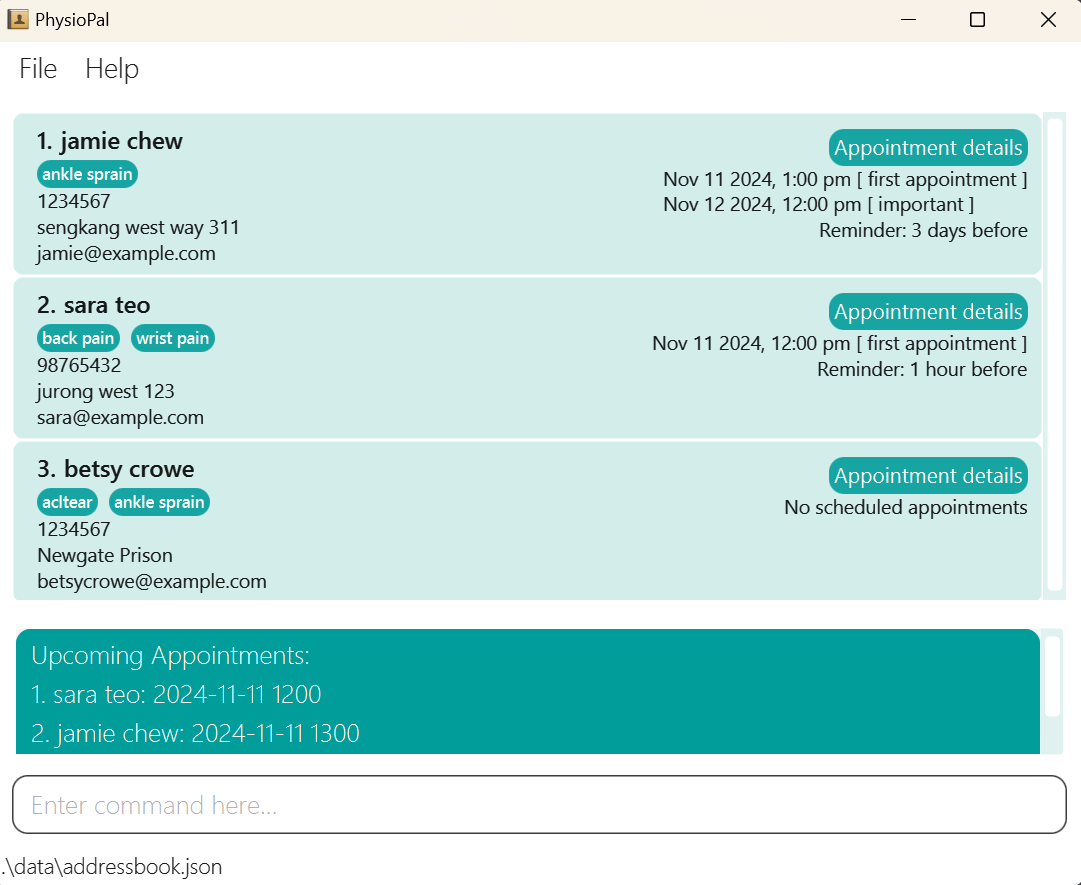 PhysioPal
File Help
1. jamie chew
ankle sprain
1234567
sengkang west way 311
jamie@example.com
Appointment details
Nov 11 2024, 1:00 pm [ first appointment ]
Nov 12 2024, 12:00 pm [ important ]
Reminder: 3 days before
2. sara teo
back pain wrist pain
98765432
jurong west 123
sara@example.com
Appointment details
Nov 11 2024, 12:00 pm [ first appointment ]
Reminder: 1 hour before
3. betsy crowe
acltear ankle sprain
1234567
Newgate Prison
betsycrowe@example.com
Appointment details
No scheduled appointments
Upcoming Appointments:
1. sara teo: 2024-11-11 1200
2. jamie chew: 2024-11-11 1300
Enter command here...
.\data\addressbook.json